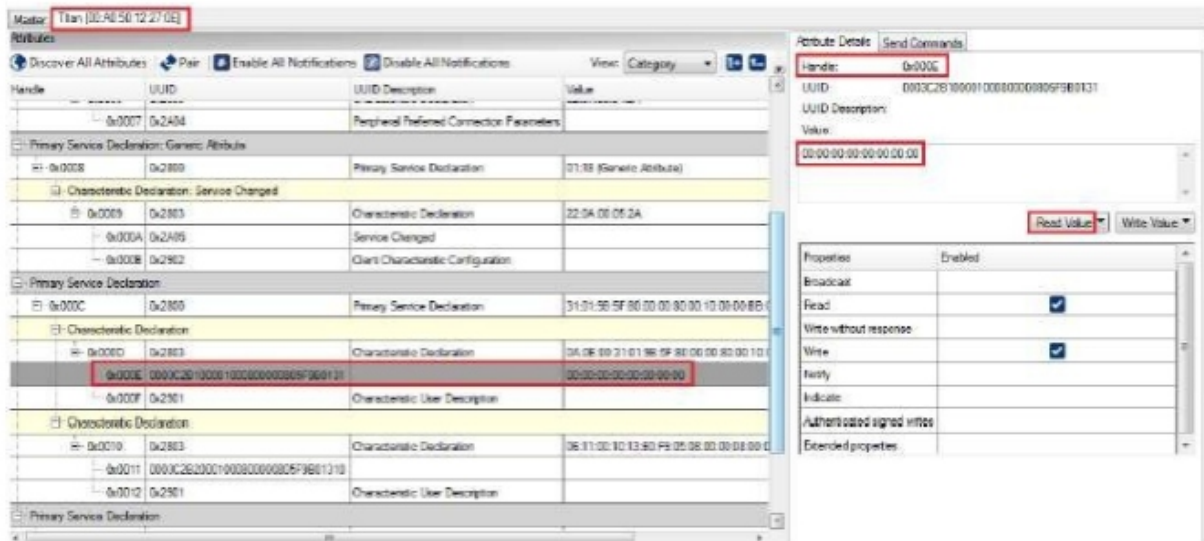 Master Titan [00:A0:50:12:27:0E]
Attributes
Discover All Attributes Pair Enable All Notifications Disable All Notifications View: Category
Handle UUID UUID Description Value
0x0007 0x2A04 Peripheral Preferred Connection Parameters
Primary Service Declaration: Generic Attribute
0x0008 0x2800 Primary Service Declaration 01:18 (Generic Attribute)
Characteristic Declaration: Service Changed
0x0009 0x2803 Characteristic Declaration 22:0A:00:05:2A
0x000A 0x2A05 Service Changed
0x000B 0x2902 Client Characteristic Configuration
Primary Service Declaration
0x000C 0x2800 Primary Service Declaration
Characteristic Declaration
0x000D 0x2803 Characteristic Declaration
0x000E 0003C2B100001000800000805F9B0131 00:00:00:00:00:00:00:00
0x000F 0x2901 Characteristic User Description
Characteristic Declaration
0x0010 0x2803 Characteristic Declaration
0x0011
0x0012 0x2901 Characteristic User Description
Primary Service Declaration
Attribute Details Send Commands
Handle: 0x000E
UUID 0003C2B100001000800000805F9B0131
UUID Description:
Value:
00:00:00:00:00:00:00:00
Read Value Write Value
Properties Enabled
Broadcast
Read
Write without response
Write
Notify
Indicate
Authenticated signed writes
Extended properties